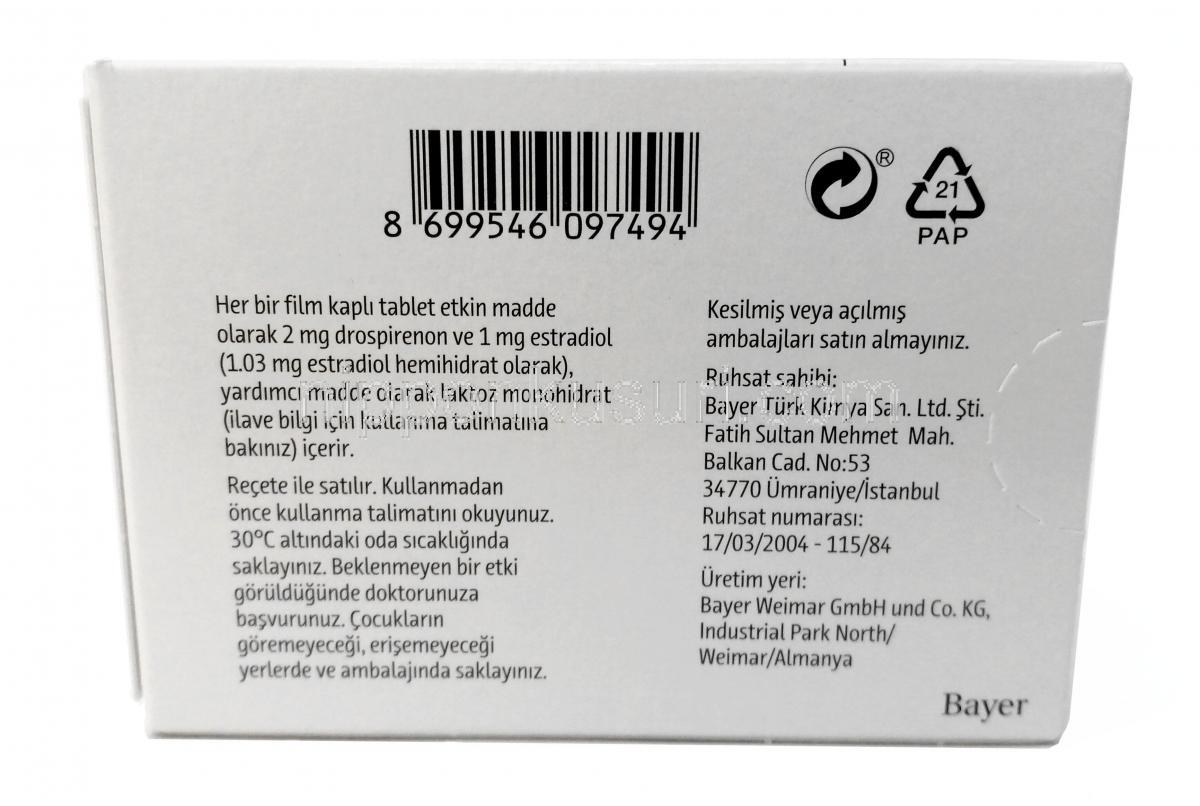 8 699546 097494
®
21
PAP
Her bir film kaplı tablet etkin madde
olarak 2 mg drospirenon ve 1 mg estradiol
(1.03 mg estradiol hemihidrat olarak),
yardımcı madde olarak laktoz monohidrat
(ilave bilgi için kullanma talimatına
bakınız) içerir.
Reçete ile satılır. Kullanmadan
önce kullanma talimatını okuyunuz.
30°C altındaki oda sıcaklığında
saklayınız. Beklenmeyen bir etki
görüldüğünde doktorunuza
başvurunuz. Çocukların
göremeyeceği, erişemeyeceği
yerlerde ve ambalajında saklayınız.
Kesilmiş veya açılmış
ambalajları satın almayınız.
Ruhsat sahibi:
Bayer Türk Kimya San. Ltd. Şti.
Fatih Sultan Mehmet Mah.
Balkan Cad. No:53
34770 Ümraniye/İstanbul
Ruhsat numarası:
17/03/2004 - 115/84
Üretim yeri:
Bayer Weimar GmbH und Co. KG,
Industrial Park North/
Weimar/Almanya
Bayer
nipponkusuri.com